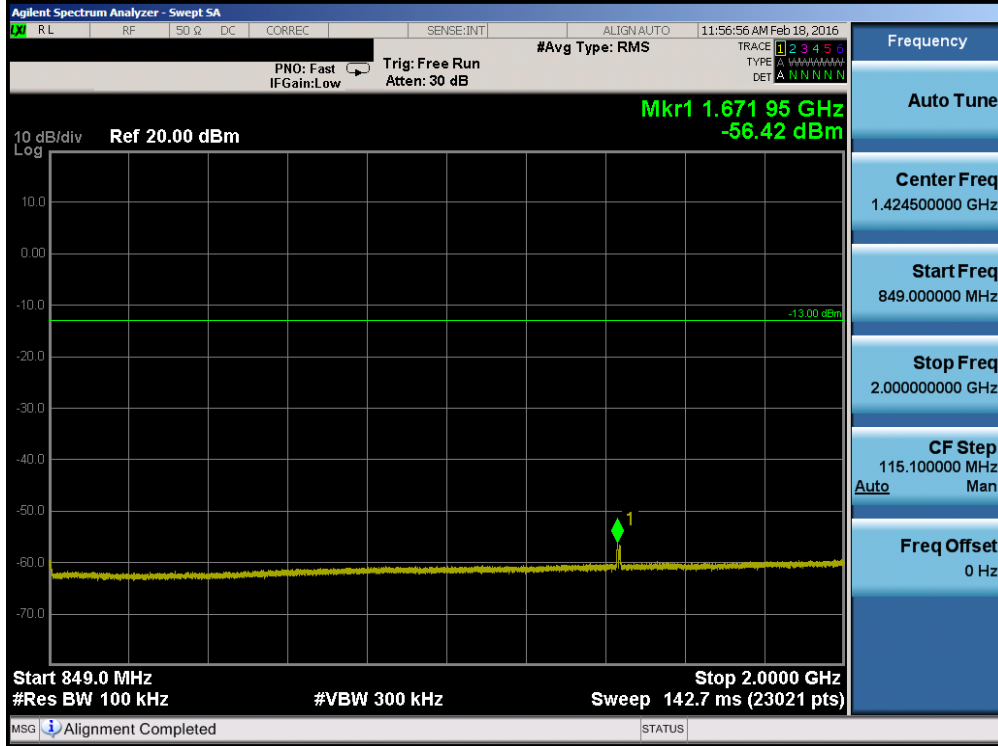 Agilent Spectrum Analyzer - Swept SA
LXI RL RF 50 Ω DC CORREC SENSE:INT ALIGN AUTO 11:56:56 AM Feb 18, 2016
#Avg Type: RMS
TRACE 1 2 3 4 5 6
TYPE A WWWWW
DET A N N N N N
PNO: Fast
IFGain:Low
Trig: Free Run
Atten: 30 dB
Mkr1 1.671 95 GHz
-56.42 dBm
10 dB/div Ref 20.00 dBm
Log
10.0
0.00
-10.0
-13.00 dBm
-20.0
-30.0
-40.0
-50.0
1
-60.0
-70.0
Start 849.0 MHz Stop 2.0000 GHz
#Res BW 100 kHz #VBW 300 kHz Sweep 142.7 ms (23021 pts)
MSG Alignment Completed STATUS
Frequency
Auto Tune
Center Freq
1.424500000 GHz
Start Freq
849.000000 MHz
Stop Freq
2.000000000 GHz
CF Step
115.100000 MHz
Auto Man
Freq Offset
0 Hz